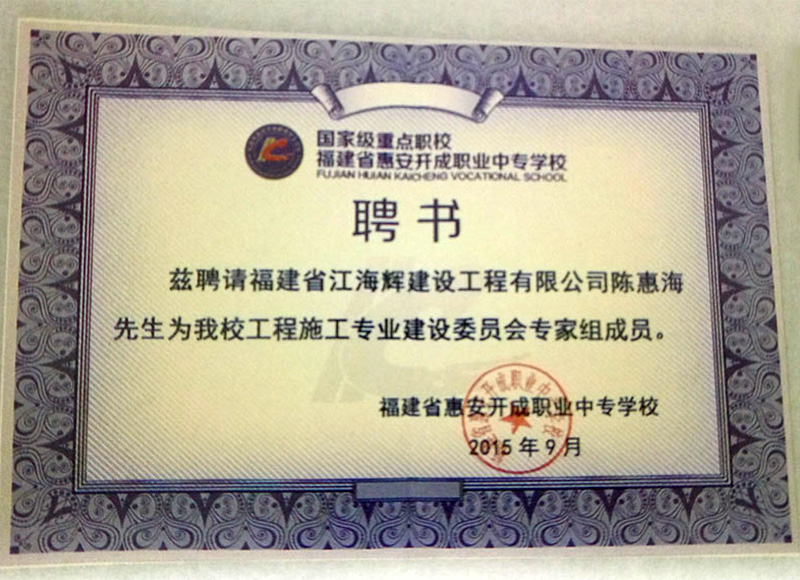 国家级重点职校
福建省惠安开成职业中专学校
FUJIAN HUIAN KAICHENG VOCATIONAL SCHOOL
聘书
兹聘请福建省江海辉建设工程有限公司陈惠海
先生为我校工程施工专业建设委员会专家组成员。
福建省惠安开成职业中专学校
2015年9月